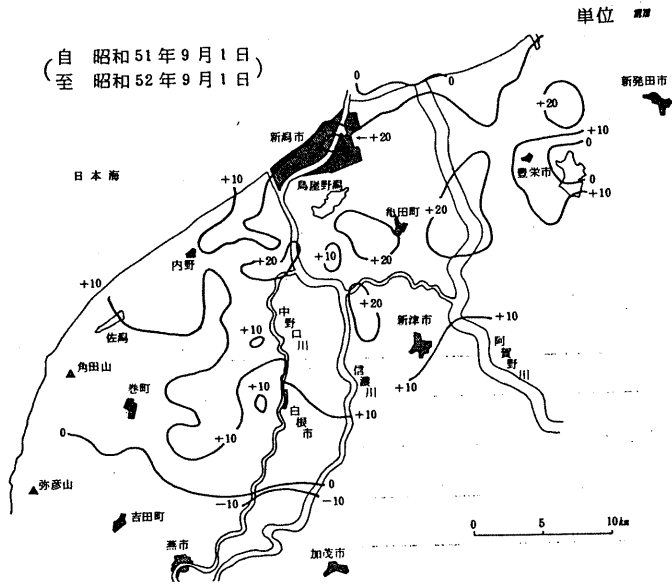 単位 mm
(自 昭和51年9月1日
至 昭和52年9月1日)
0
0
+20
新発田市
+10
0
新潟市
+20
日本海
+10
鳥屋野潟
豊栄市
0
+10
亀田町
+20
+20
内野
+20
+10
+10
+20
中ノ口川
佐潟
+10
新津市
+10
角田山
信濃川
阿賀野川
+10
+10
巻町
白根市
+10
0
+10
0
弥彦山
-10
-10
吉田町
燕市
加茂市
0 5 10km